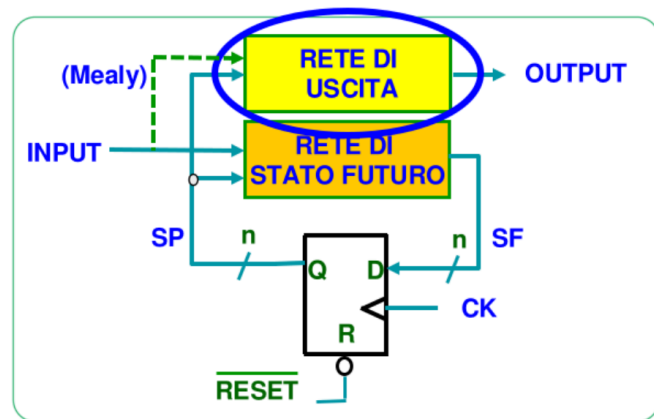 RETE DI
USCITA
(Mealy)
OUTPUT
INPUT
RETE DI
STATO FUTURO
SP
n
n
SF
Q
D
CK
R
RESET